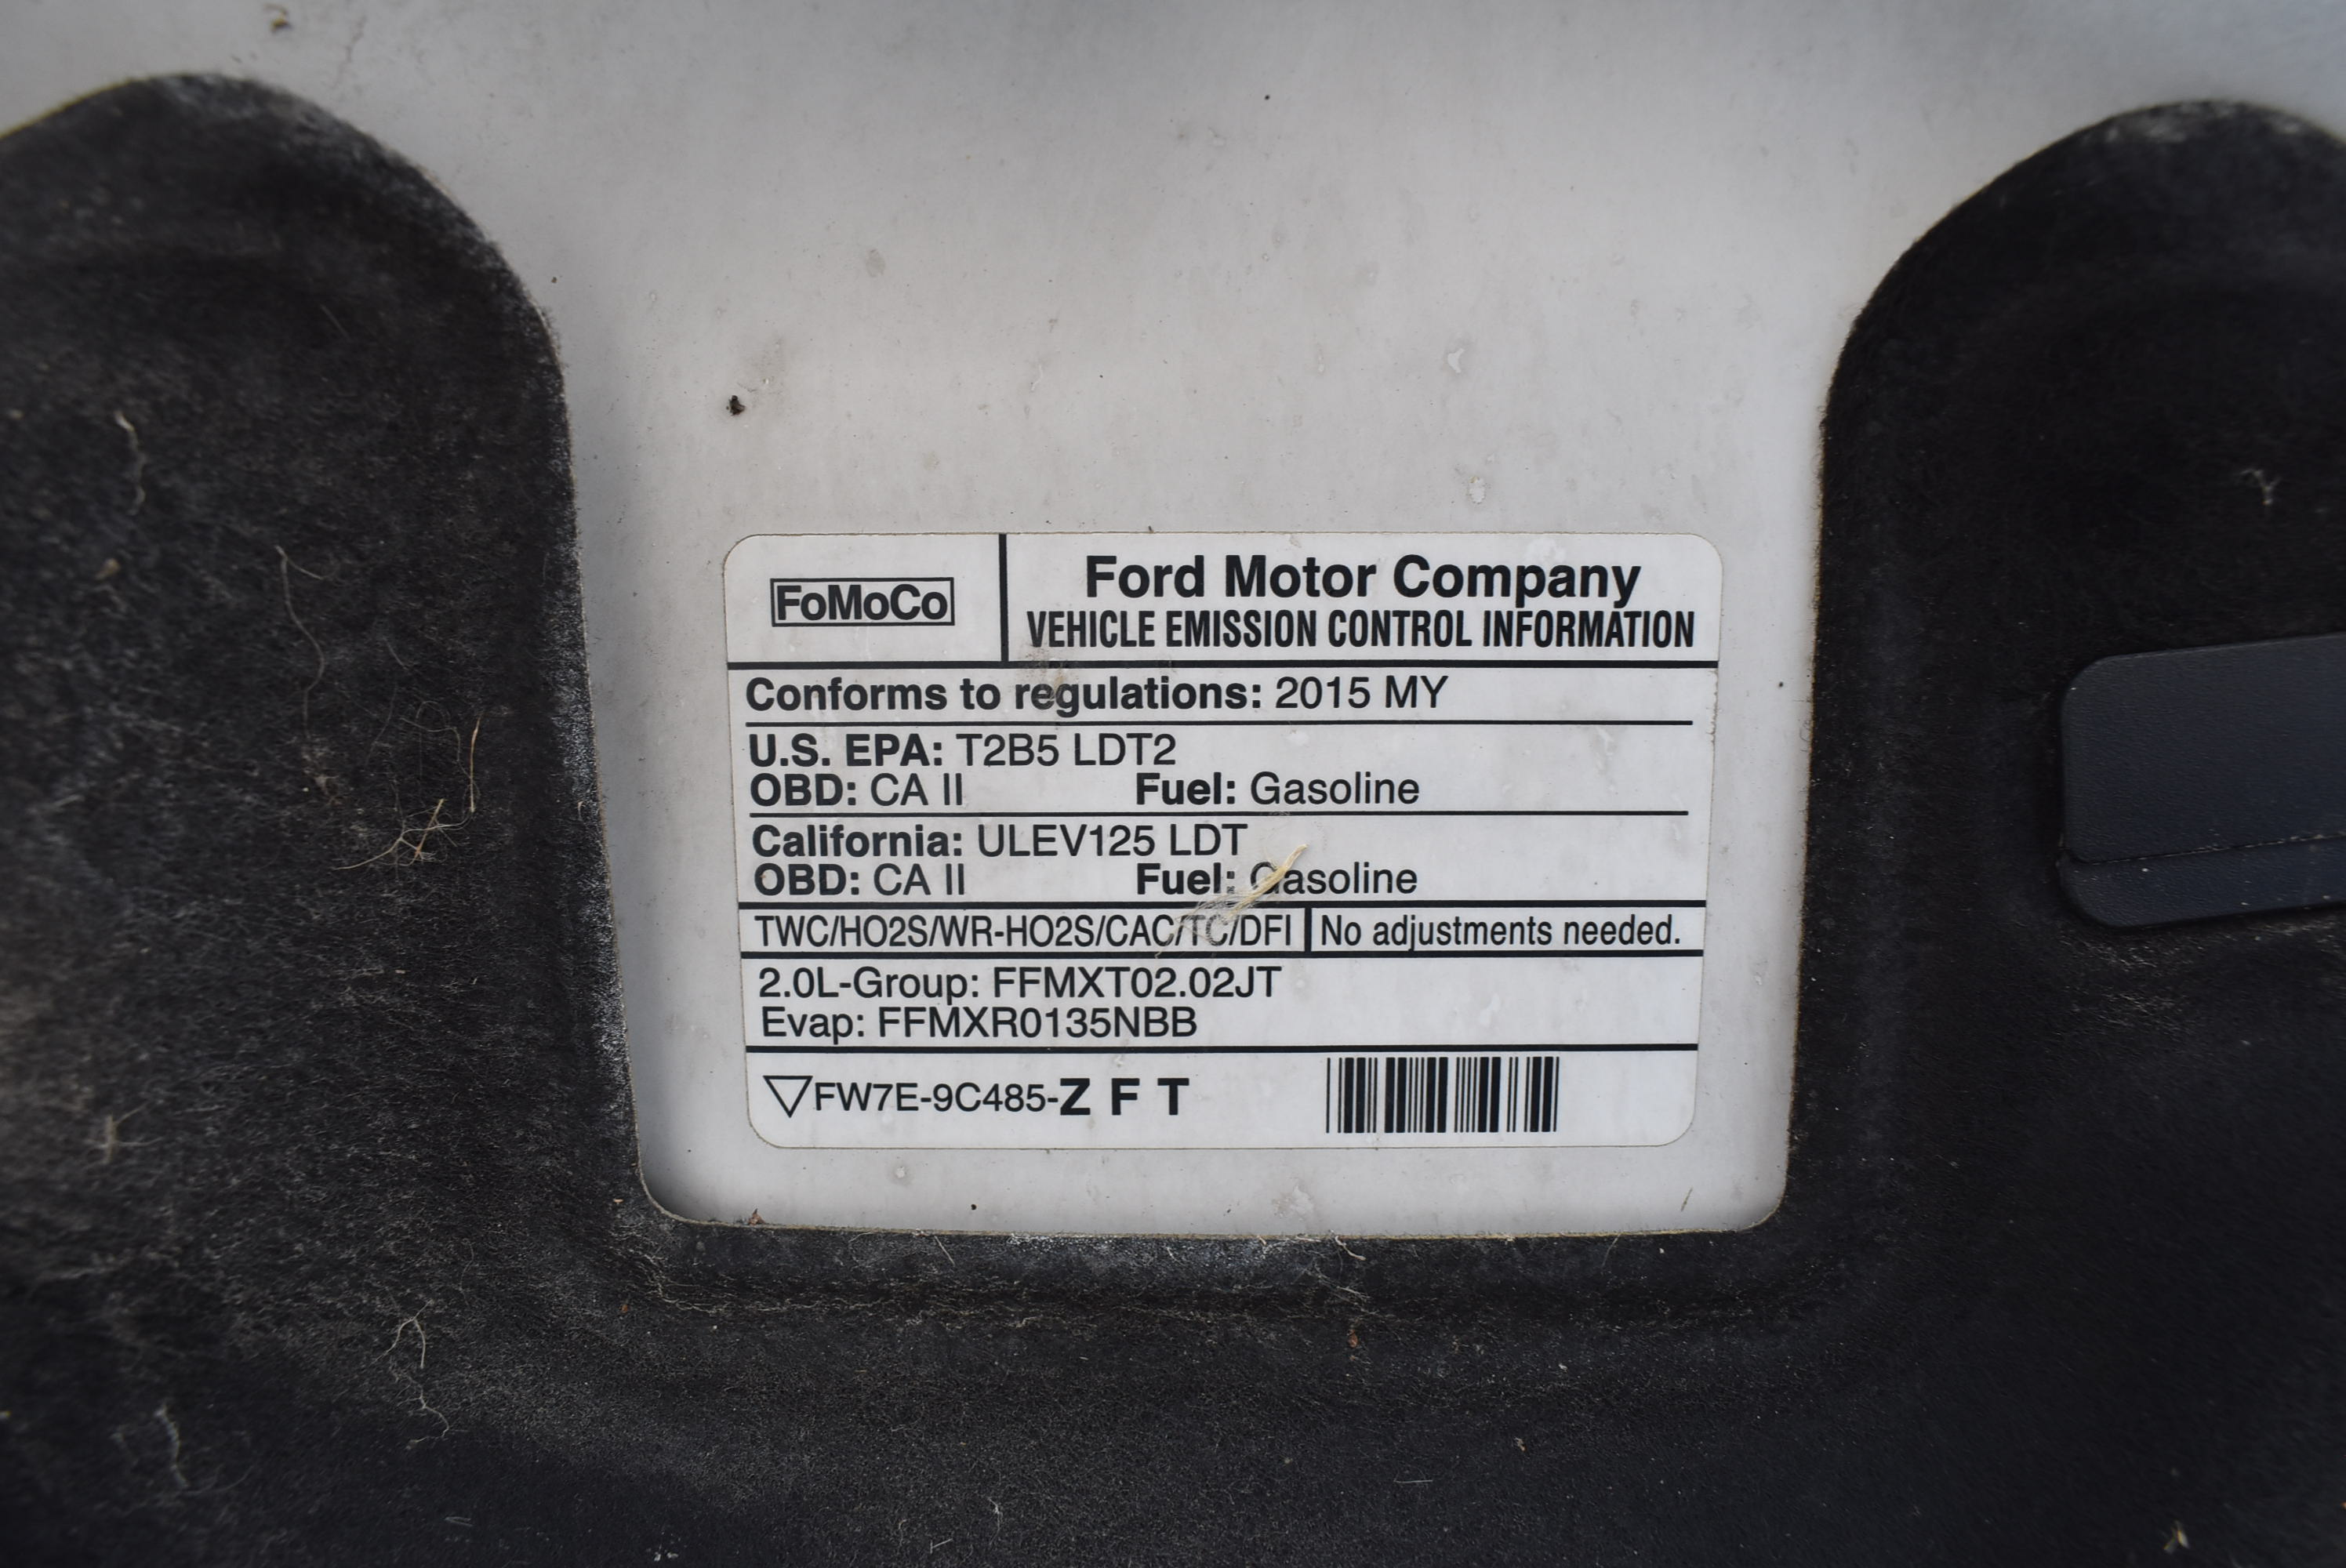 FoMoCo
Ford Motor Company
VEHICLE EMISSION CONTROL INFORMATION
Conforms to regulations: 2015 MY
U.S. EPA: T2B5 LDT2
OBD: CA II Fuel: Gasoline
California: ULEV125 LDT
OBD: CA II Fuel: Gasoline
TWC/HO2S/WR-HO2S/CAC/TC/DFI No adjustments needed.
2.0L-Group: FFMXT02.02JT
Evap: FFMXR0135NBB
▽FW7E-9C485-Z F T